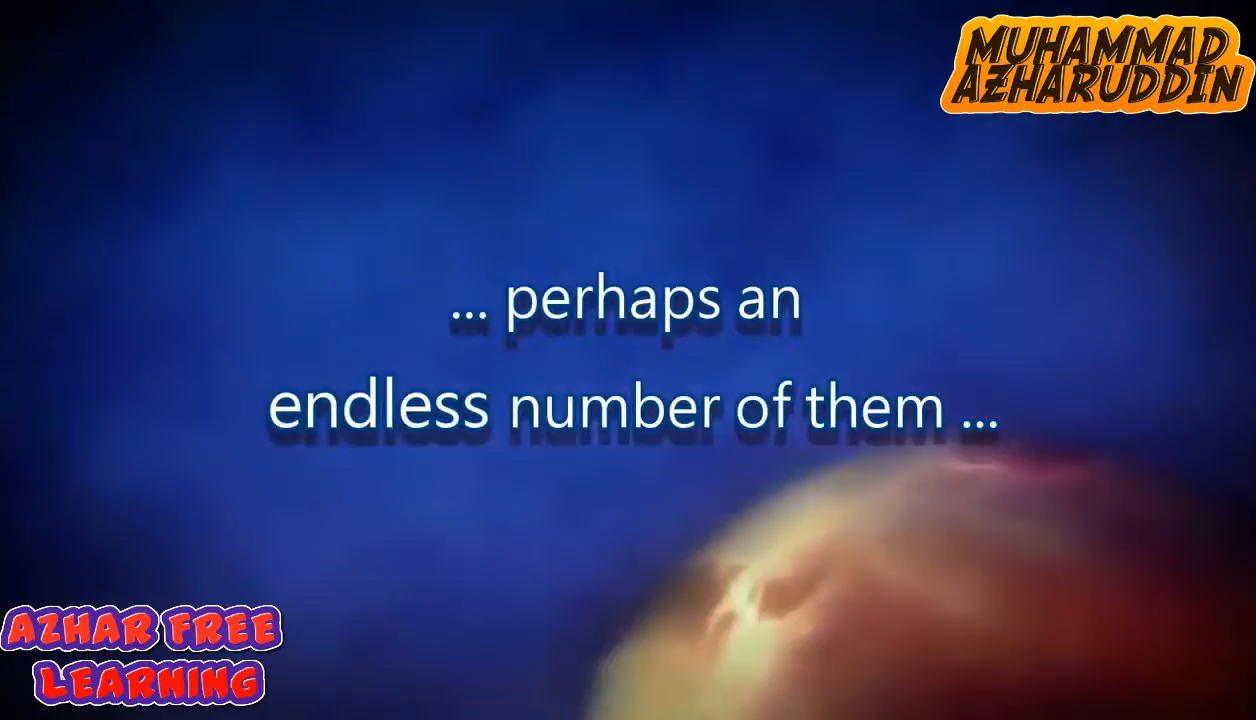 MUHAMMAD
AZHARUDDIN
... perhaps an
endless number of them ...
AZHAR FREE
LEARNING